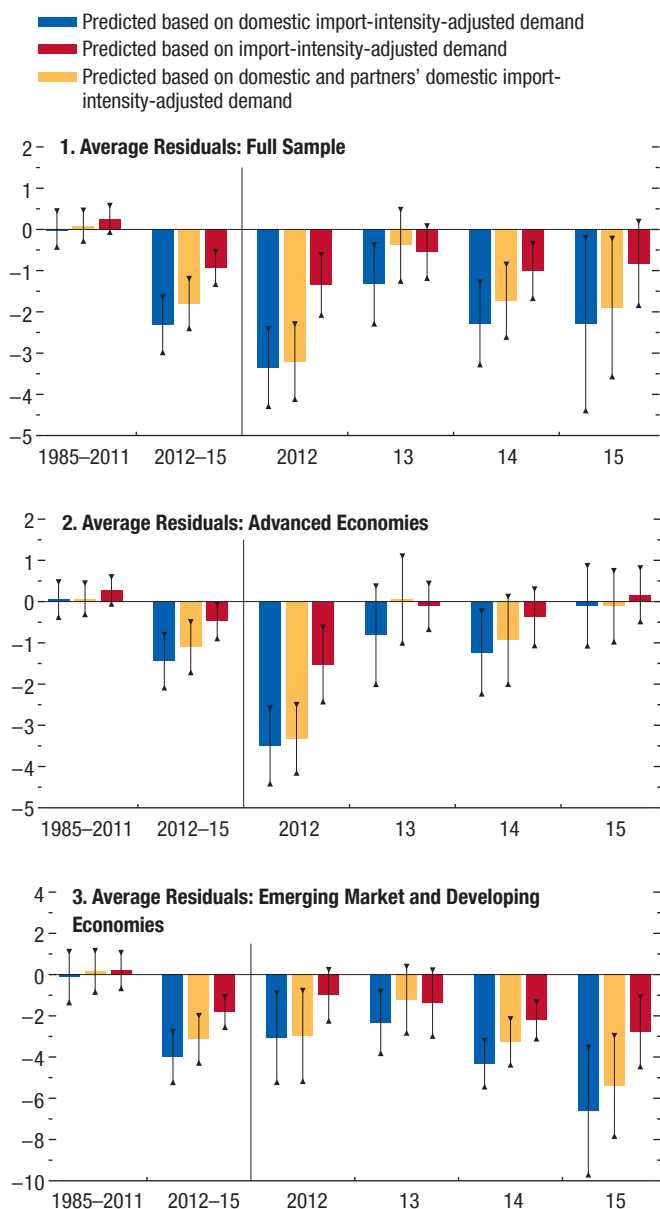 Predicted based on domestic import-intensity-adjusted demand
Predicted based on import-intensity-adjusted demand
Predicted based on domestic and partners’ domestic import-
intensity-adjusted demand
1. Average Residuals: Full Sample
2
1
0
–1
–2
–3
–4
–5
1985–2011 2012–15 2012 13 14 15
2. Average Residuals: Advanced Economies
2
1
0
–1
–2
–3
–4
–5
1985–2011 2012–15 2012 13 14 15
3. Average Residuals: Emerging Market and Developing
Economies
4
2
0
–2
–4
–6
–8
–10
1985–2011 2012–15 2012 13 14 15